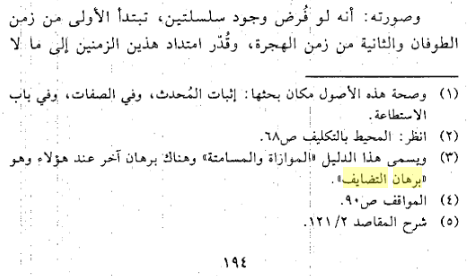 وصورته: أنه لو فُرض وجود سلسلتين، تبتدأ الأولى من زمن
الطوفان والثانية من زمن الهجرة، وقُدّر امتداد هذين الزمنين إلى ما لا
(١) وصحة هذه الأصول مكان بحثها: إثبات المُحدث، وفي الصفات، وفي باب
الاستطاعة.
(٢) انظر: المحيط بالتكليف ص٦٨.
(٣) ويسمى هذا الدليل «الموازاة والمسامتة» وهناك برهان آخر عند هؤلاء وهو
«برهان التضايف».
(٤) المواقف ص٩٠.
(٥) شرح المقاصد ١٢١/٢.
١٩٤